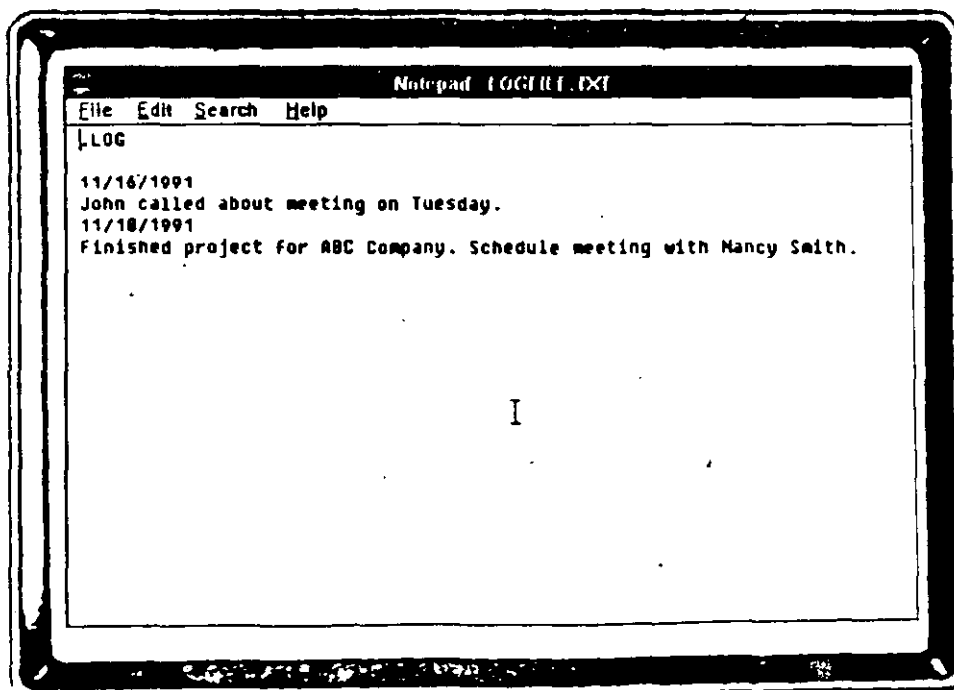 Notepad LOGFILE.TXT
File Edit Search Help
.LOG
11/16/1991
John called about meeting on Tuesday.
11/18/1991
Finished project for ABC Company. Schedule meeting with Nancy Smith.